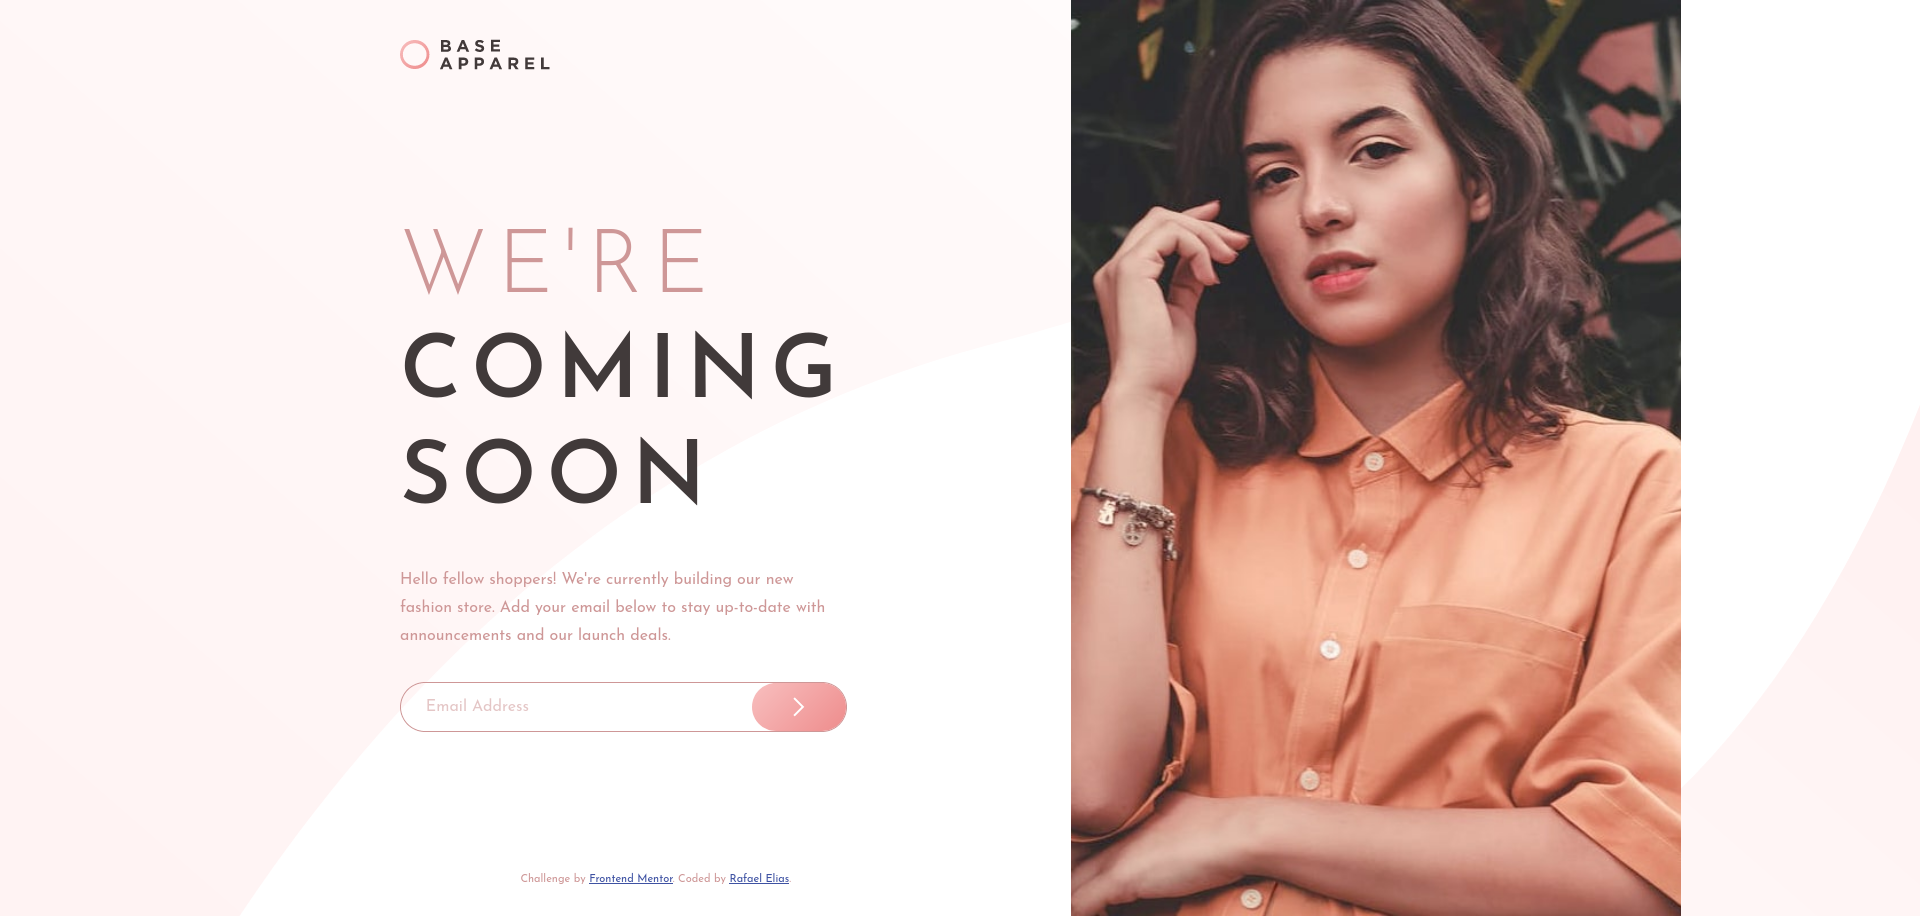 BASE
APPAREL
WE'RE
COMING
SOON
Hello fellow shoppers! We're currently building our new
fashion store. Add your email below to stay up-to-date with
announcements and our launch deals.
Email Address
Challenge by Frontend Mentor. Coded by Rafael Elias.